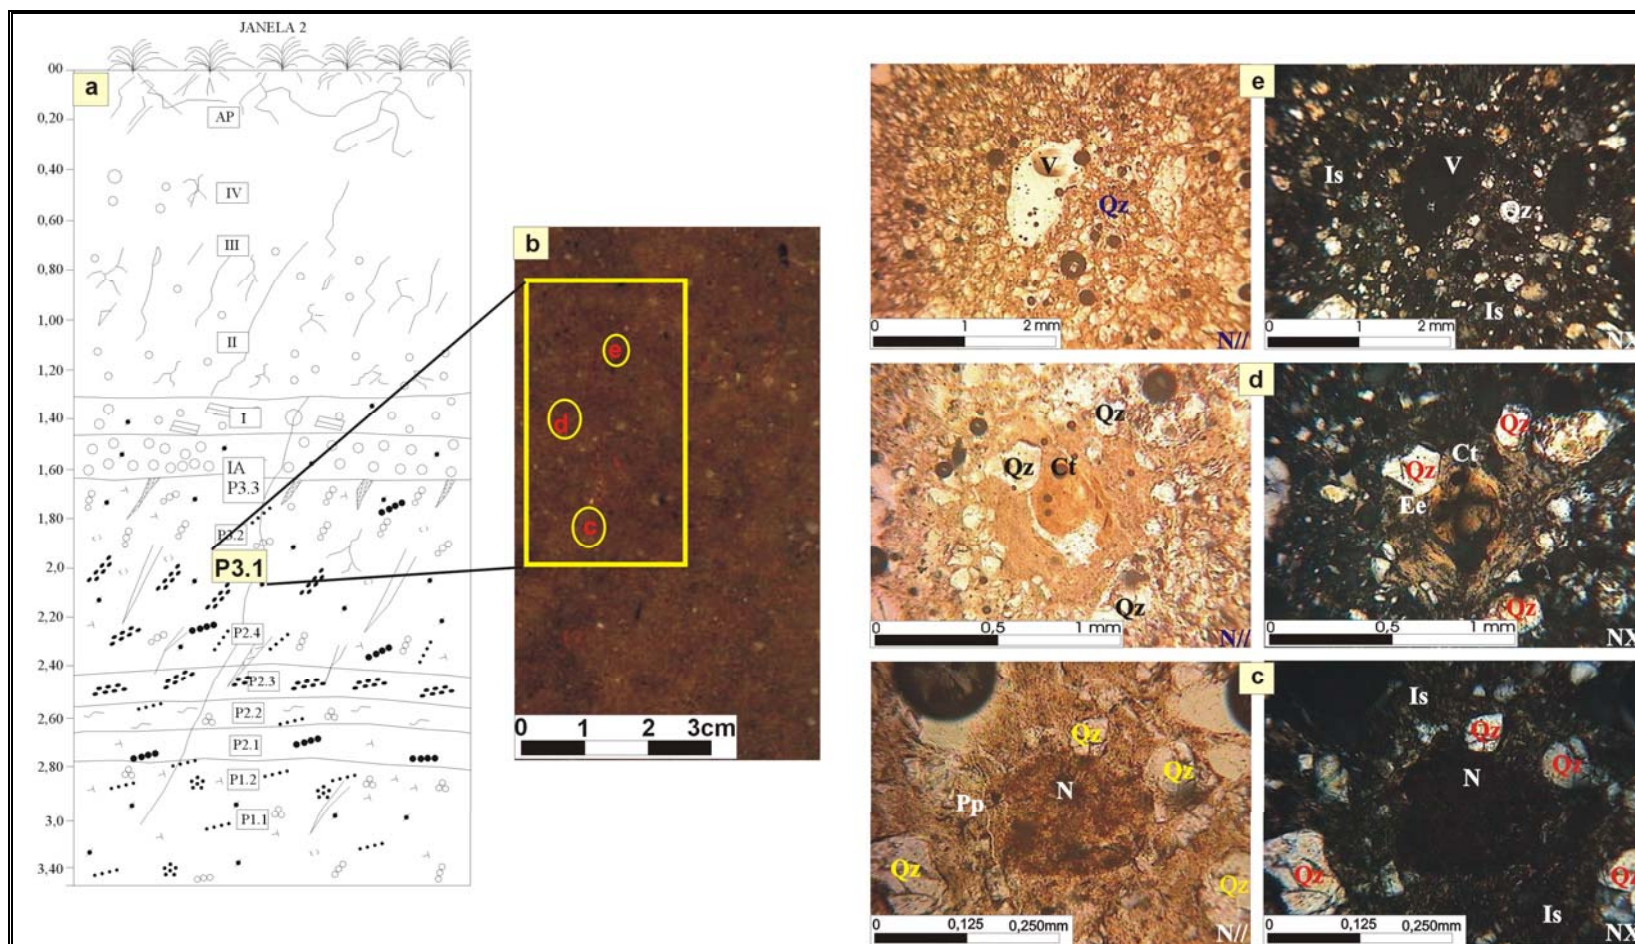 JANELA 2
00
a
0,20
AP
0,40
IV
0,60
III
0,80
1,00
II
1,20
1,40
I
1,60
IA
P3.3
1,80
P3.2
2,0
P3.1
2,20
P2.4
2,40
P2.3
2,60
P2.2
P2.1
2,80
P1.2
3,0
P1.1
3,40
b
e
d
c
0 1 2 3cm
e
V
Qz
0 1 2 mm
N//
V
Is
Qz
Is
0 1 2 mm
NX
d
Qz
Qz
Ct
Qz
0 0,5 1 mm
N//
Qz
Ct
Qz
Ee
Qz
0 0,5 1 mm
NX
c
Qz
Qz
N
Pp
Qz
Qz
0 0,125 0,250mm
N//
Is
Qz
Qz
N
Qz
Qz
Is
0 0,125 0,250mm
NX